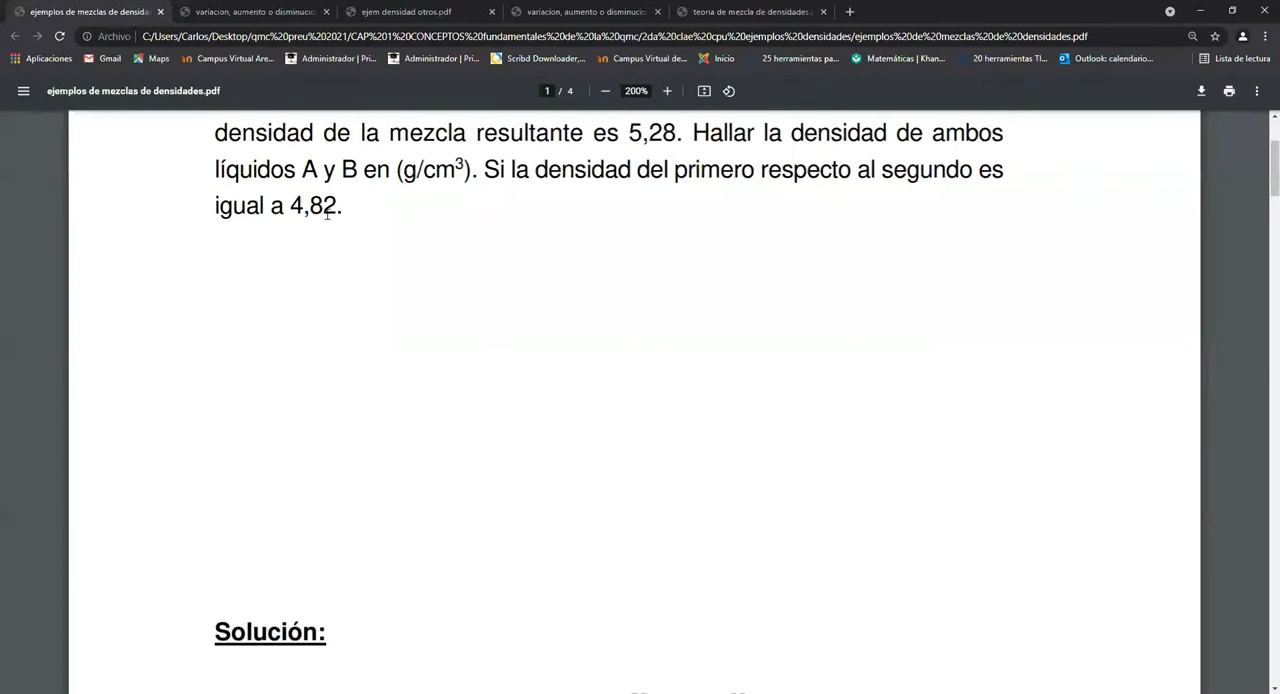 ejemplos de mezclas de densida
variacion, aumento o disminucio
ejem densidad otros.pdf
variacion, aumento o disminucio
teoria de mezcla de densidades.
Archivo
C:/Users/Carlos/Desktop/qmc%20preu%202021/CAP%201%20CONCEPTOS%20fundamentales%20de%20la%20qmc/2da%20clae%20cpu%20ejemplos%20densidades/ejemplos%20de%20mezclas%20de%20densidades.pdf
Aplicaciones
Gmail
Maps
Campus Virtual Are...
Administrador | Pri...
Administrador | Pri...
Scribd Downloader,...
Campus Virtual de...
Inicio
25 herramientas pa...
Matemáticas | Khan...
20 herramientas TI...
Outlook: calendario...
Lista de lectura
ejemplos de mezclas de densidades.pdf
1 / 4
200%
densidad de la mezcla resultante es 5,28. Hallar la densidad de ambos
líquidos A y B en (g/cm³). Si la densidad del primero respecto al segundo es
igual a 4,82.
Solución: